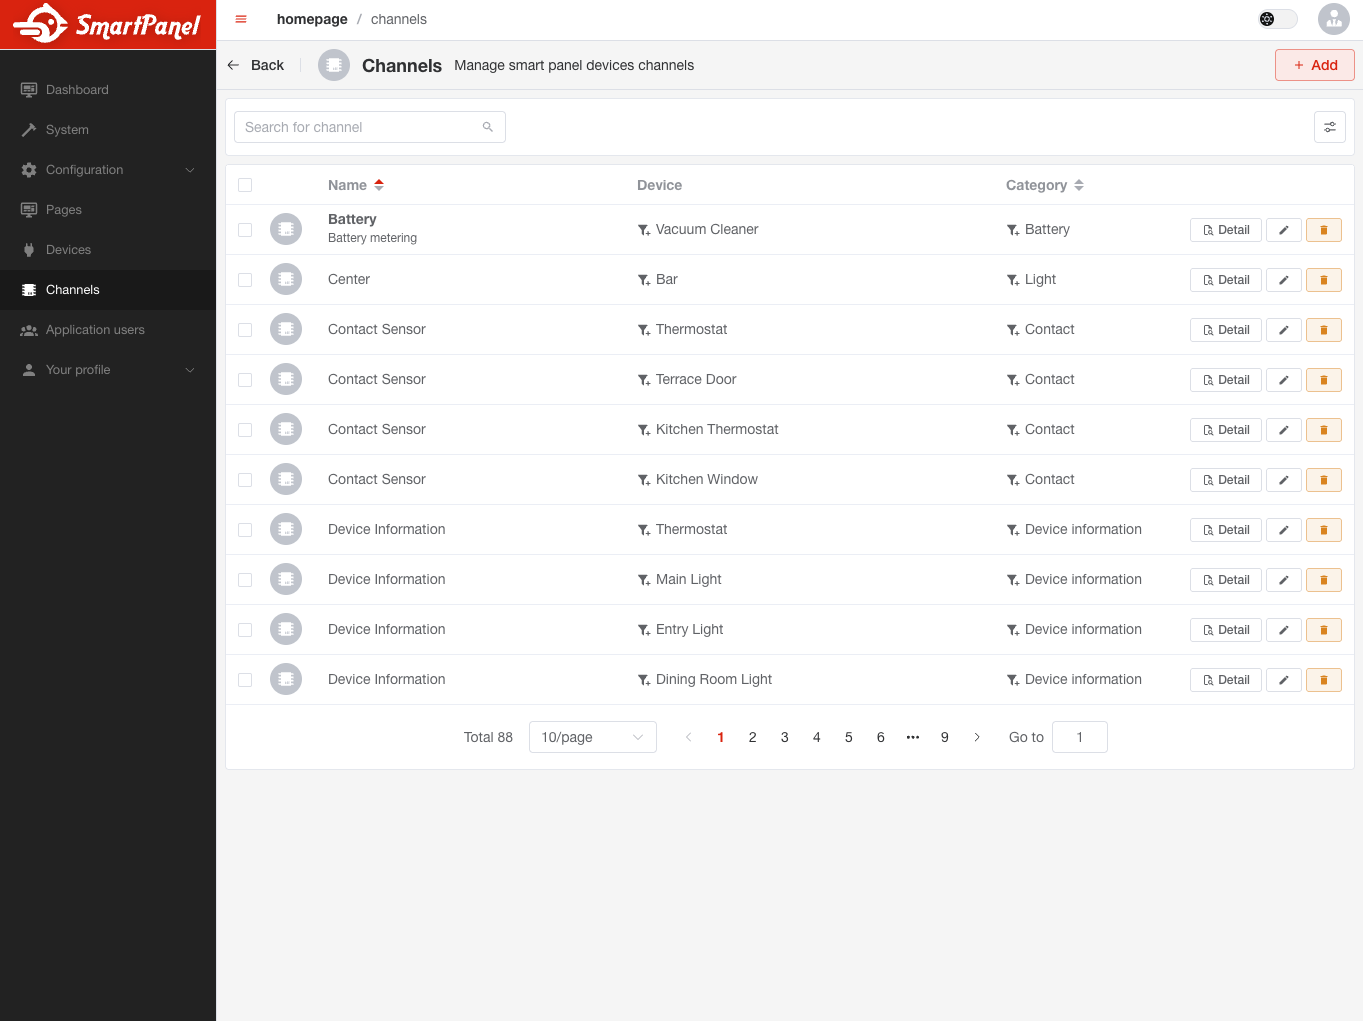 SmartPanel
homepage / channels
Back
Channels Manage smart panel devices channels
+ Add
Dashboard
System
Configuration
Pages
Devices
Channels
Application users
Your profile
Search for channel
Name Device Category
Battery
Battery metering
Vacuum Cleaner Battery Detail
Center Bar Light Detail
Contact Sensor Thermostat Contact Detail
Contact Sensor Terrace Door Contact Detail
Contact Sensor Kitchen Thermostat Contact Detail
Contact Sensor Kitchen Window Contact Detail
Device Information Thermostat Device information Detail
Device Information Main Light Device information Detail
Device Information Entry Light Device information Detail
Device Information Dining Room Light Device information Detail
Total 88 10/page 1 2 3 4 5 6 ••• 9 Go to 1